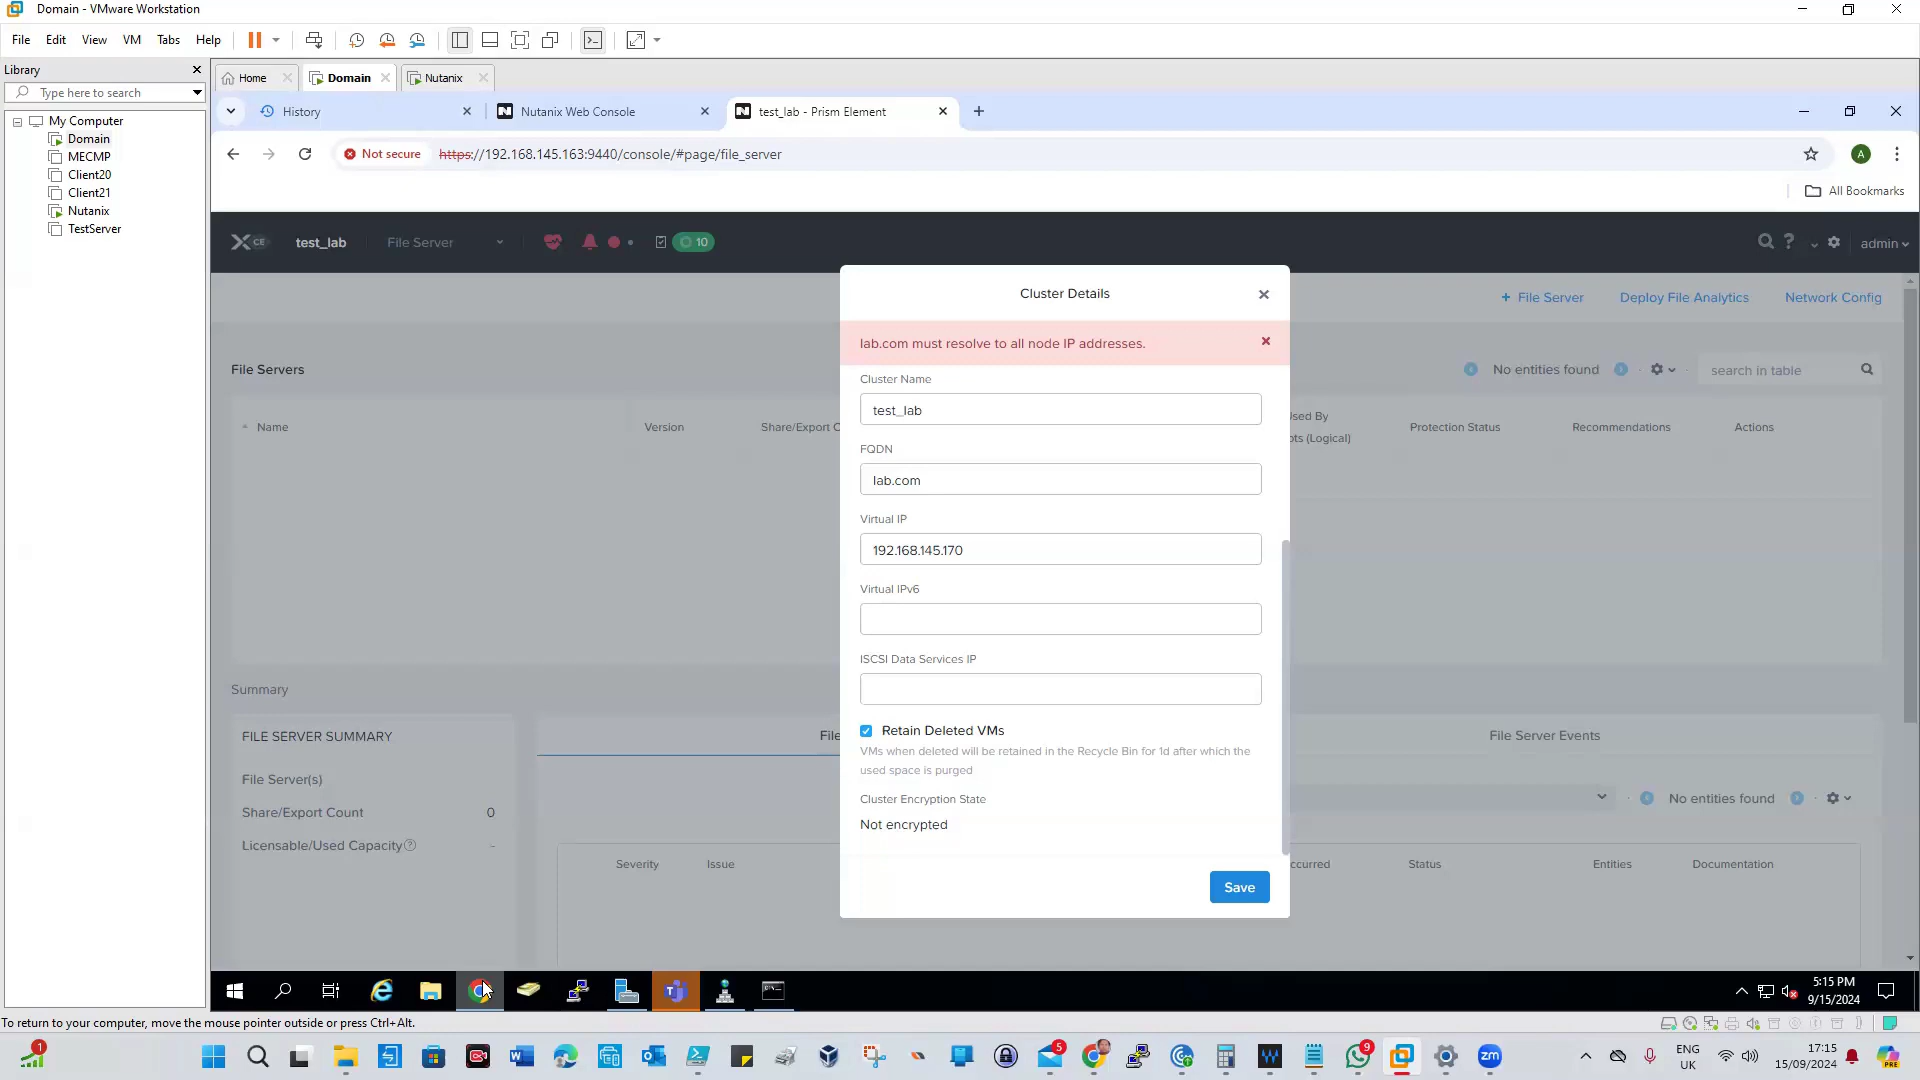 Domain - VMware Workstation
File Edit View VM Tabs Help
Library
Type here to search
My Computer
Domain
MECMP
Client20
Client21
Nutanix
TestServer
Home
Domain
Nutanix
History
Nutanix Web Console
test_lab - Prism Element
Not secure
https://192.168.145.163:9440/console/#page/file_server
A
All Bookmarks
X CE
test_lab
File Server
10
?
admin
+ File Server
Deploy File Analytics
Network Config
File Servers
No entities found
search in table
Name
Version
Share/Export C
Used By
ots (Logical)
Protection Status
Recommendations
Actions
Cluster Details
lab.com must resolve to all node IP addresses.
Cluster Name
test_lab
FQDN
lab.com
Virtual IP
192.168.145.170
Virtual IPv6
ISCSI Data Services IP
Retain Deleted VMs
VMs when deleted will be retained in the Recycle Bin for 1d after which the
used space is purged
Cluster Encryption State
Not encrypted
Save
Summary
FILE SERVER SUMMARY
File Server(s)
Share/Export Count 0
Licensable/Used Capacity ? -
File
File Server Events
No entities found
Severity
Issue
ccurred
Status
Entities
Documentation
5:15 PM
9/15/2024
To return to your computer, move the mouse pointer outside or press Ctrl+Alt.
1
5
9
zm
ENG
UK
17:15
15/09/2024
PRE